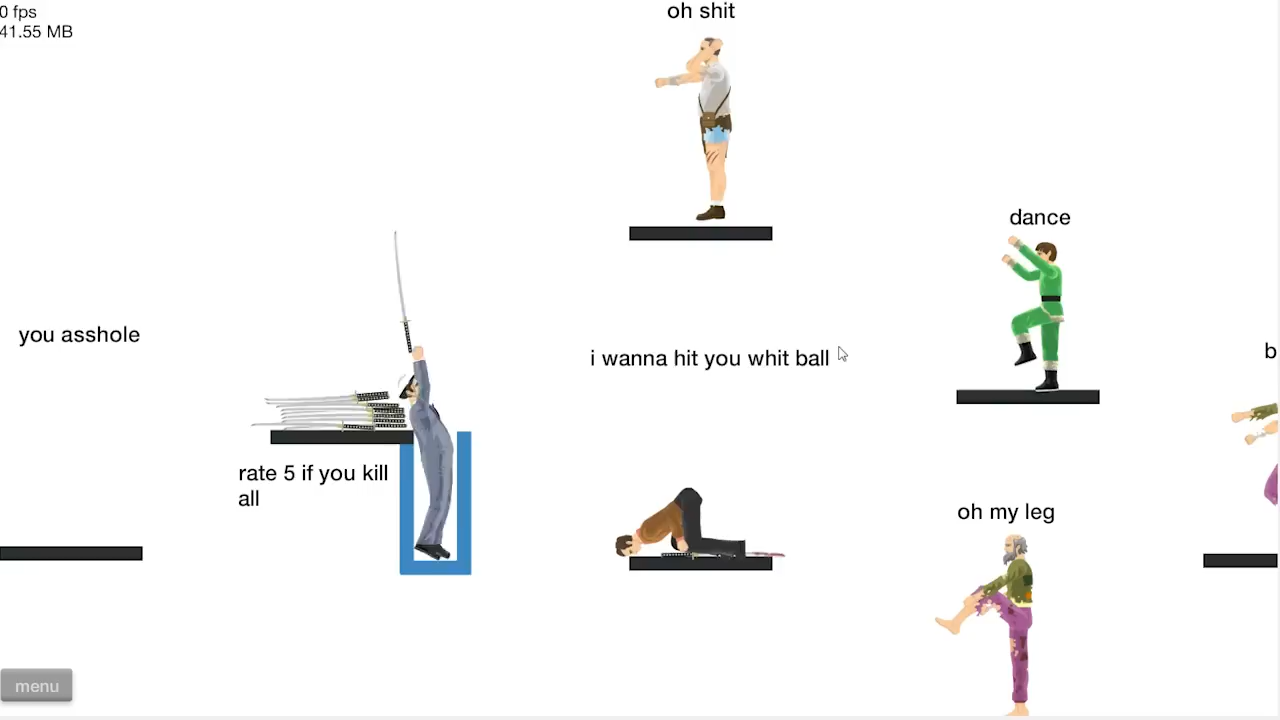 0 fps
41.55 MB
oh shit
dance
you asshole
i wanna hit you whit ball
b
rate 5 if you kill
all
oh my leg
menu